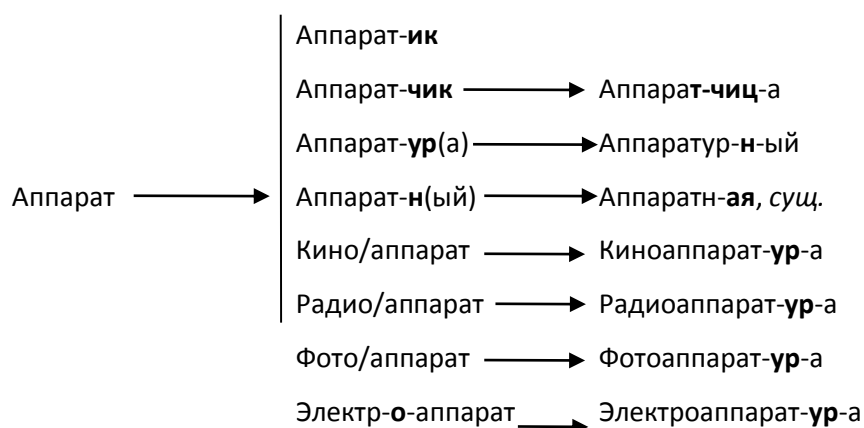 Аппарат-ик
Аппарат-чик Аппарат-чиц-а
Аппарат-ур(а) Аппаратур-н-ый
Аппарат Аппарат-н(ый) Аппаратн-ая, сущ.
Кино/аппарат Киноаппарат-ур-а
Радио/аппарат Радиоаппарат-ур-а
Фото/аппарат Фотоаппарат-ур-а
Электр-о-аппарат Электроаппарат-ур-а